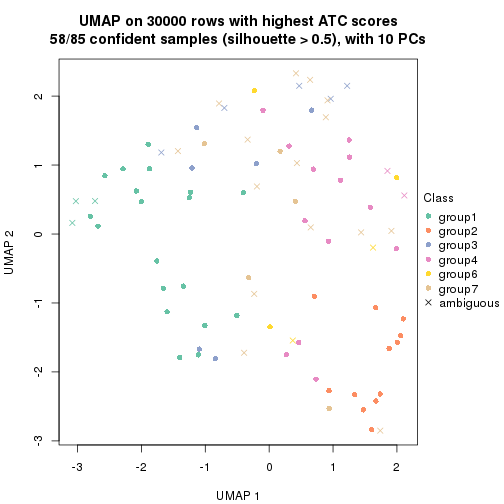 UMAP on 30000 rows with highest ATC scores
58/85 confident samples (silhouette > 0.5), with 10 PCs
2
1
0
-1
-2
-3
UMAP 2
-3 -2 -1 0 1 2
UMAP 1
Class
group1
group2
group3
group4
group6
group7
ambiguous